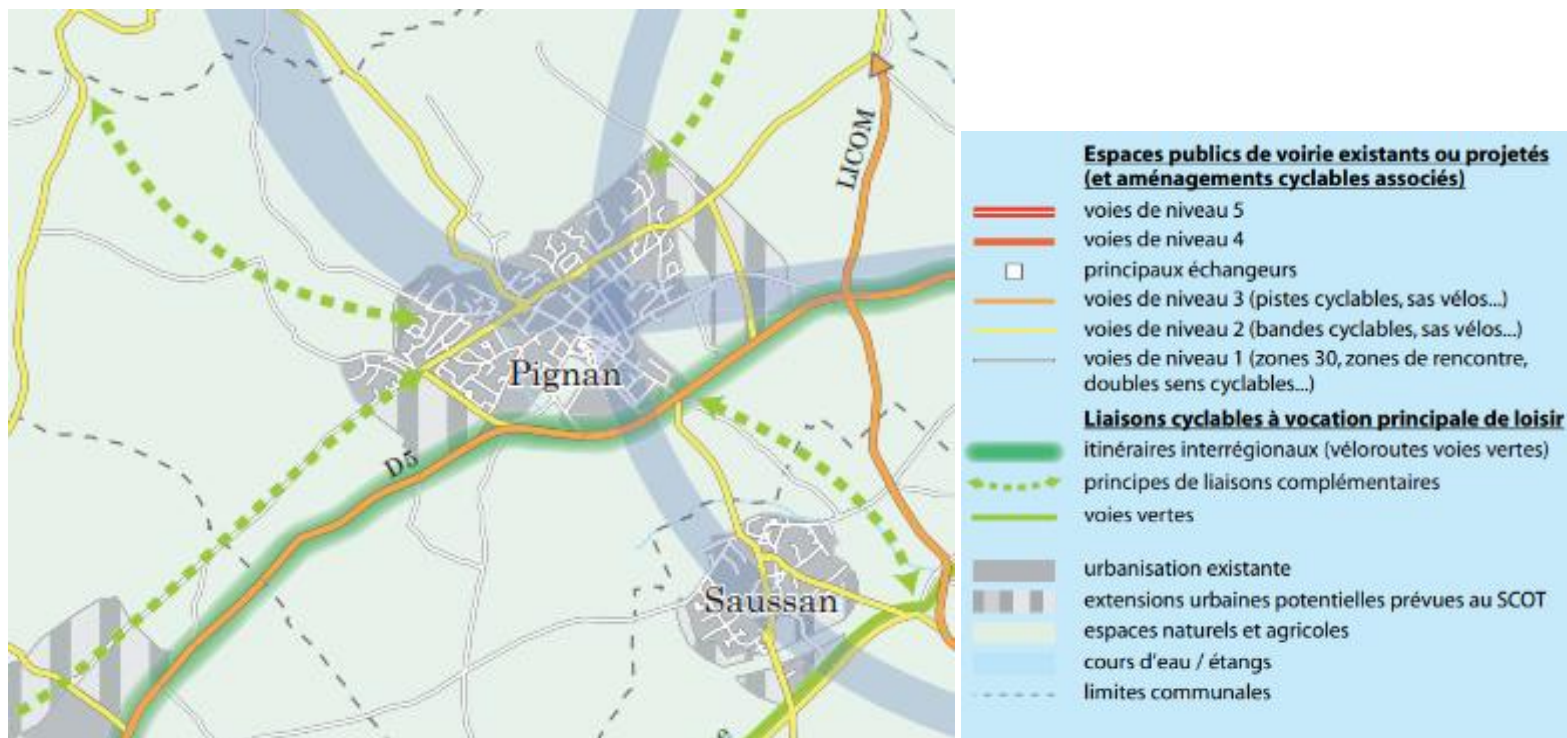 LICOM
Pignan
D5
Saussan
Espaces publics de voirie existants ou projetés
(et aménagements cyclable associés)
voies de niveau 5
voies de niveau 4
principaux échangeurs
voies de niveau 3 (pistes cyclables, sas vélos...)
voies de niveau 2 (bandes cyclables, sas vélos...)
voies de niveau 1 (zones 30, zones de rencontre,
doubles sens cyclables...)
Liaisons cyclables à vocation principale de loisir
itinéraires interrégionaux (véloroutes voies vertes)
principes de liaisons complémentaires
voies vertes
urbanisation existante
extensions urbaines potentielles prévues au SCOT
espaces naturels et agricoles
cours d'eau / étangs
limites communales